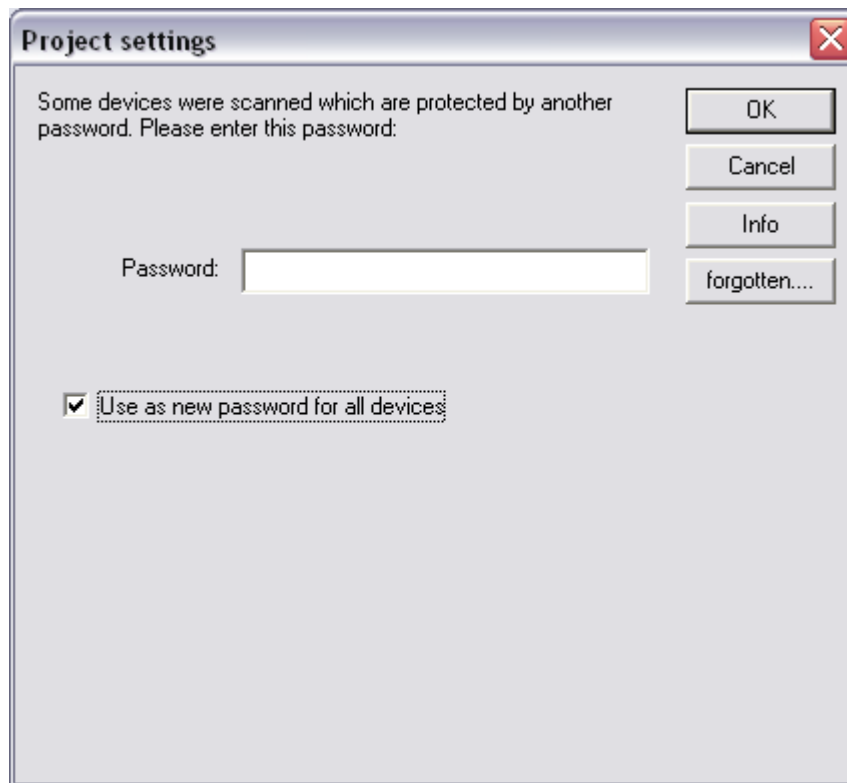 Project settings
Some devices were scanned which are protected by another
password. Please enter this password:
OK
Cancel
Info
forgotten....
Password:
Use as new password for all devices